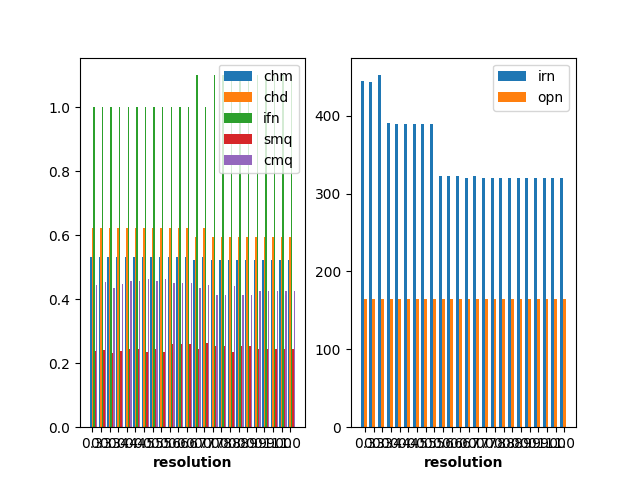 chm
chd
ifn
smq
cmq
irn
opn
1.0
0.8
0.6
0.4
0.2
0.0
400
300
200
100
0
resolution
resolution